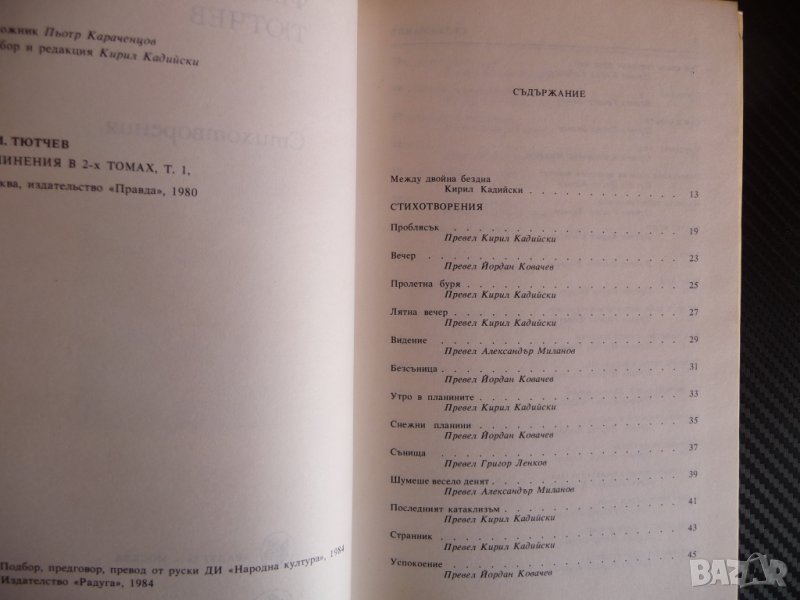 ожник Пьотр Караченцов
бор и редакция Кирил Кадийски
И. ТЮТЧЕВ
ЧИНЕНИЯ В 2-х ТОМАХ, Т. 1,
ква, издателство «Правда», 1980
Подбор, предговор, превод от руски ДИ «Народна култура», 1984
Издателство «Радуга», 1984
СЪДЪРЖАНИЕ
Между двойна бездна
Кирил Кадийски 13
СТИХОТВОРЕНИЯ
Проблясък 19
Превел Кирил Кадийски
Вечер 23
Превел Йордан Ковачев
Пролетна буря 25
Превел Кирил Кадийски
Лятна вечер 27
Превел Кирил Кадийски
Видение 29
Превел Александър Миланов
Безсъница 31
Превел Йордан Ковачев
Утро в планините 33
Превел Кирил Кадийски
Снежни планини 35
Превел Йордан Ковачев
Сънища 37
Превел Григор Ленков
Шумеше весело денят 39
Превел Александър Миланов
Последният катаклизъм 41
Превел Кирил Кадийски
Странник 43
Превел Кирил Кадийски
Успокоение 45
Превел Йордан Ковачев
BAZAR